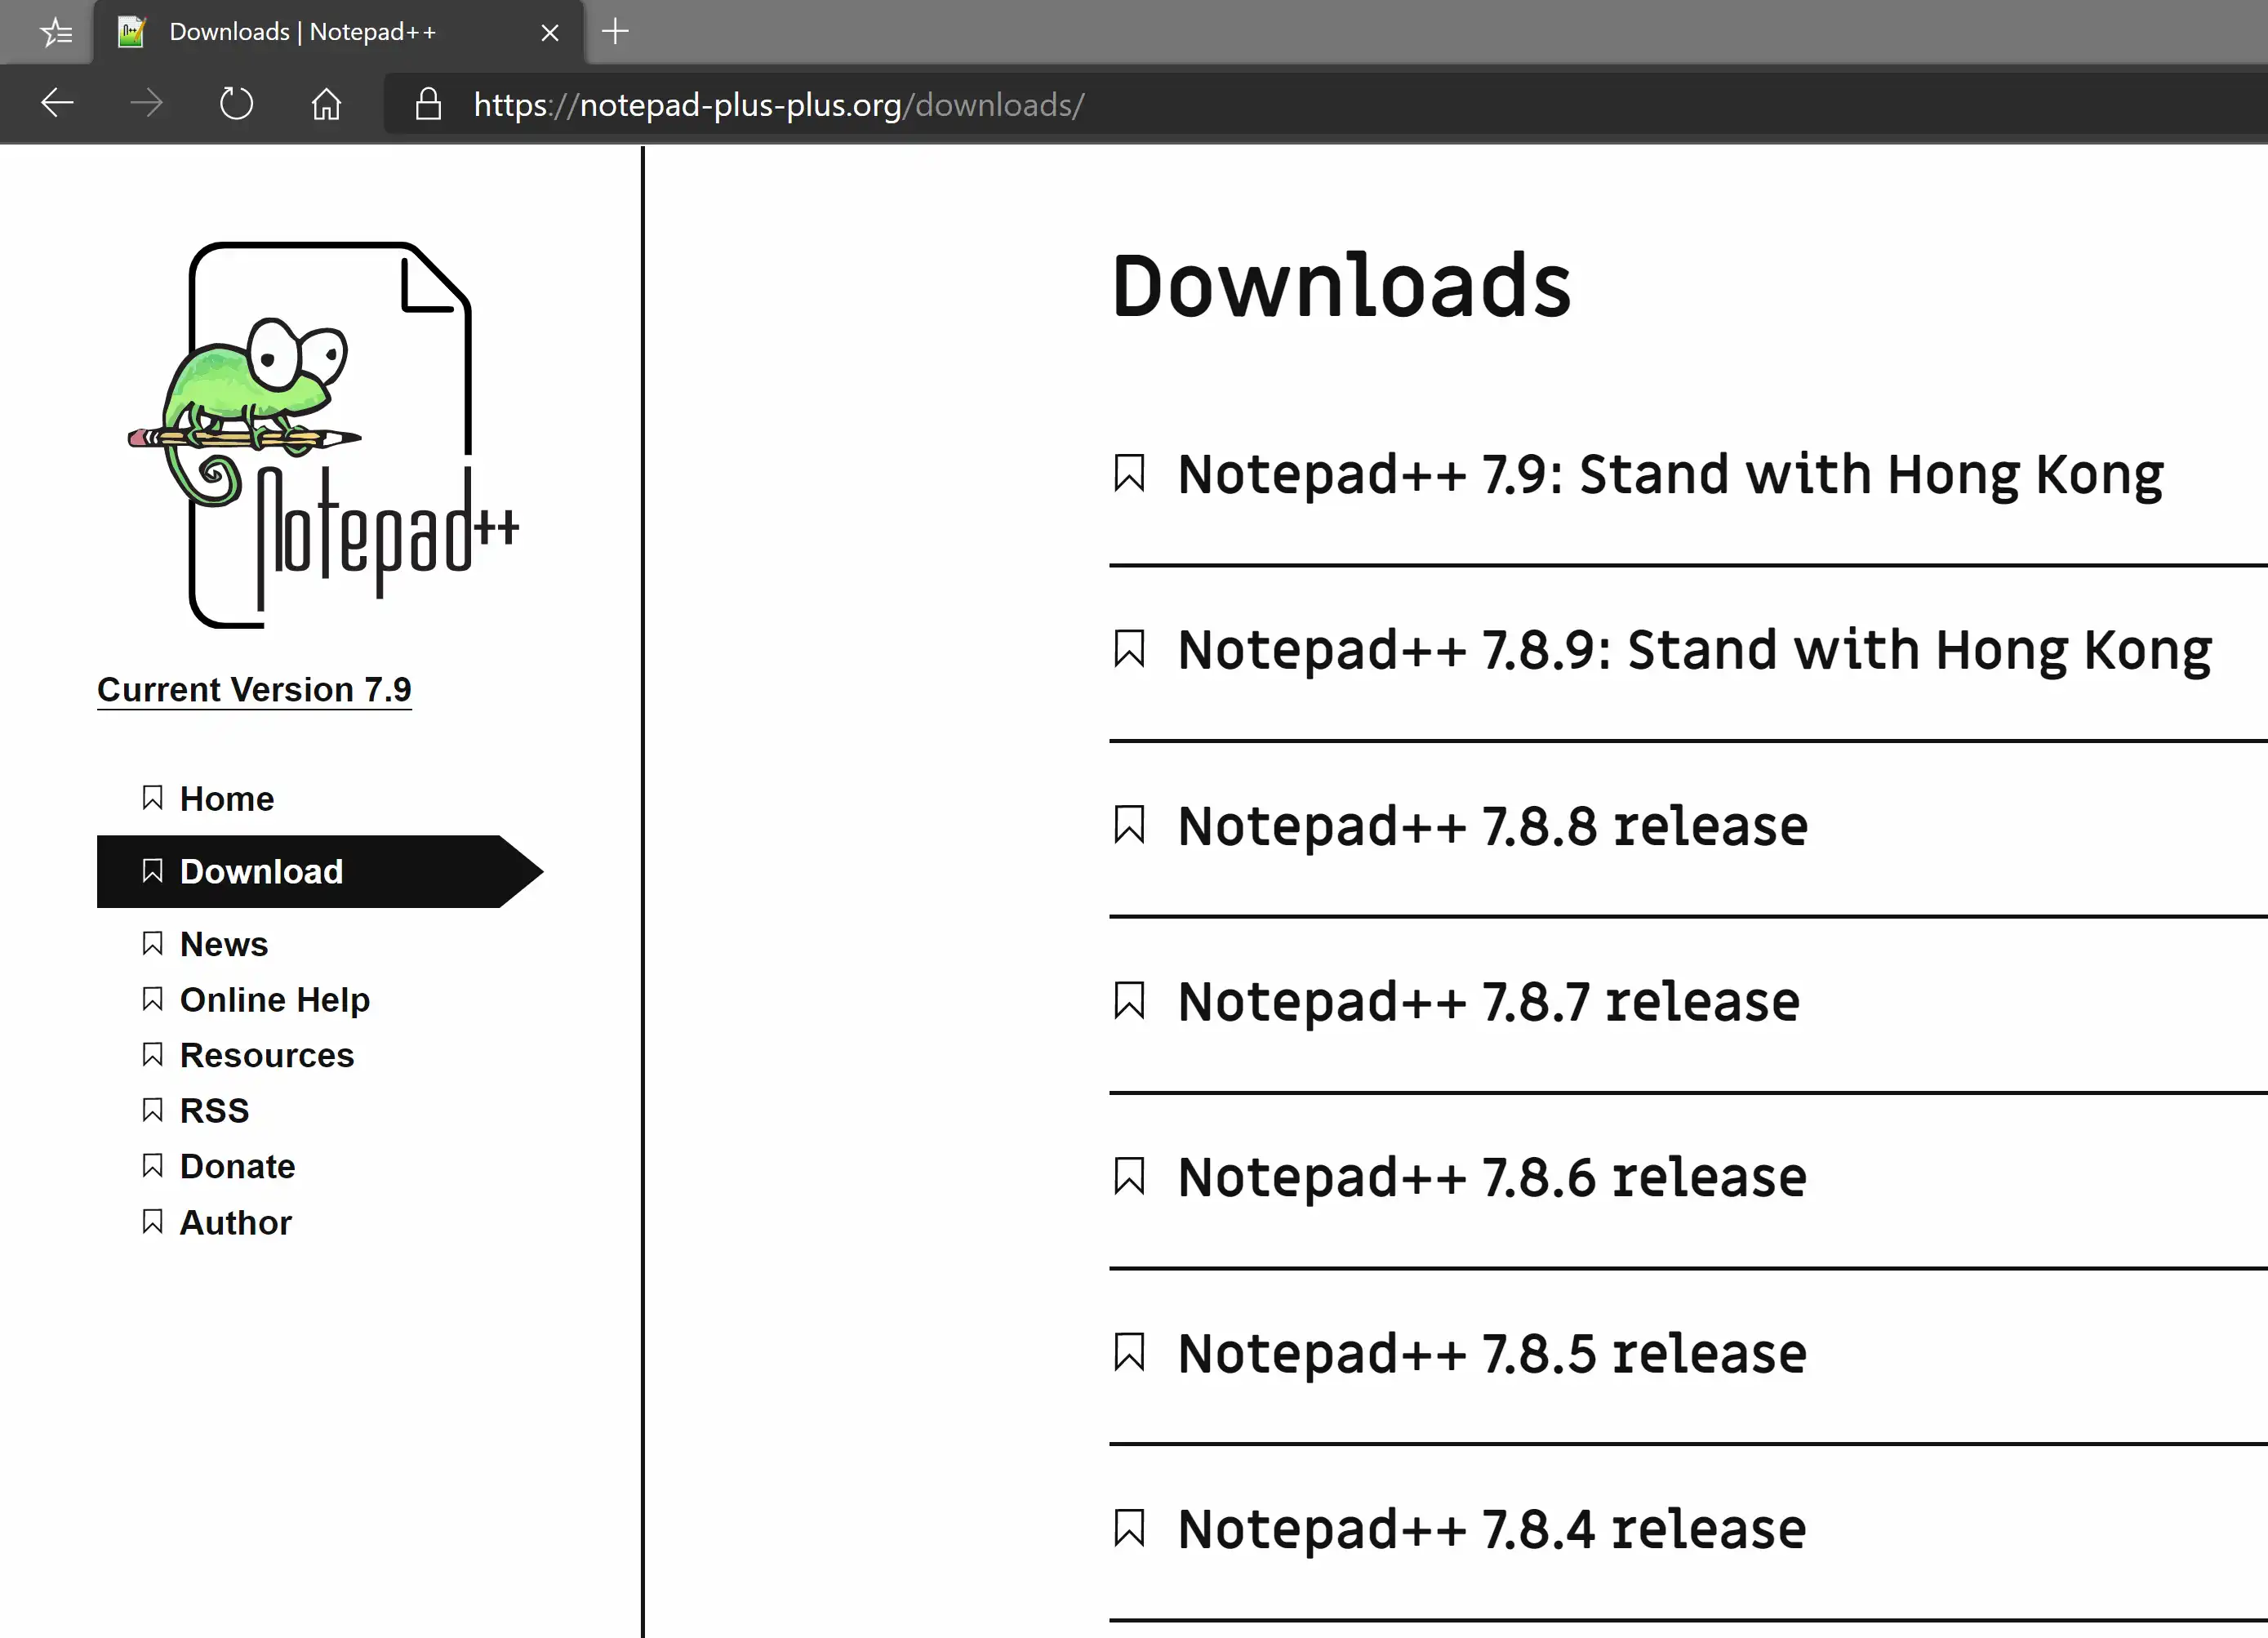 Downloads | Notepad++
https://notepad-plus-plus.org/downloads/
Notepad++
Current Version 7.9
Home
Download
News
Online Help
Resources
RSS
Donate
Author
Downloads
Notepad++ 7.9: Stand with Hong Kong
Notepad++ 7.8.9: Stand with Hong Kong
Notepad++ 7.8.8 release
Notepad++ 7.8.7 release
Notepad++ 7.8.6 release
Notepad++ 7.8.5 release
Notepad++ 7.8.4 release